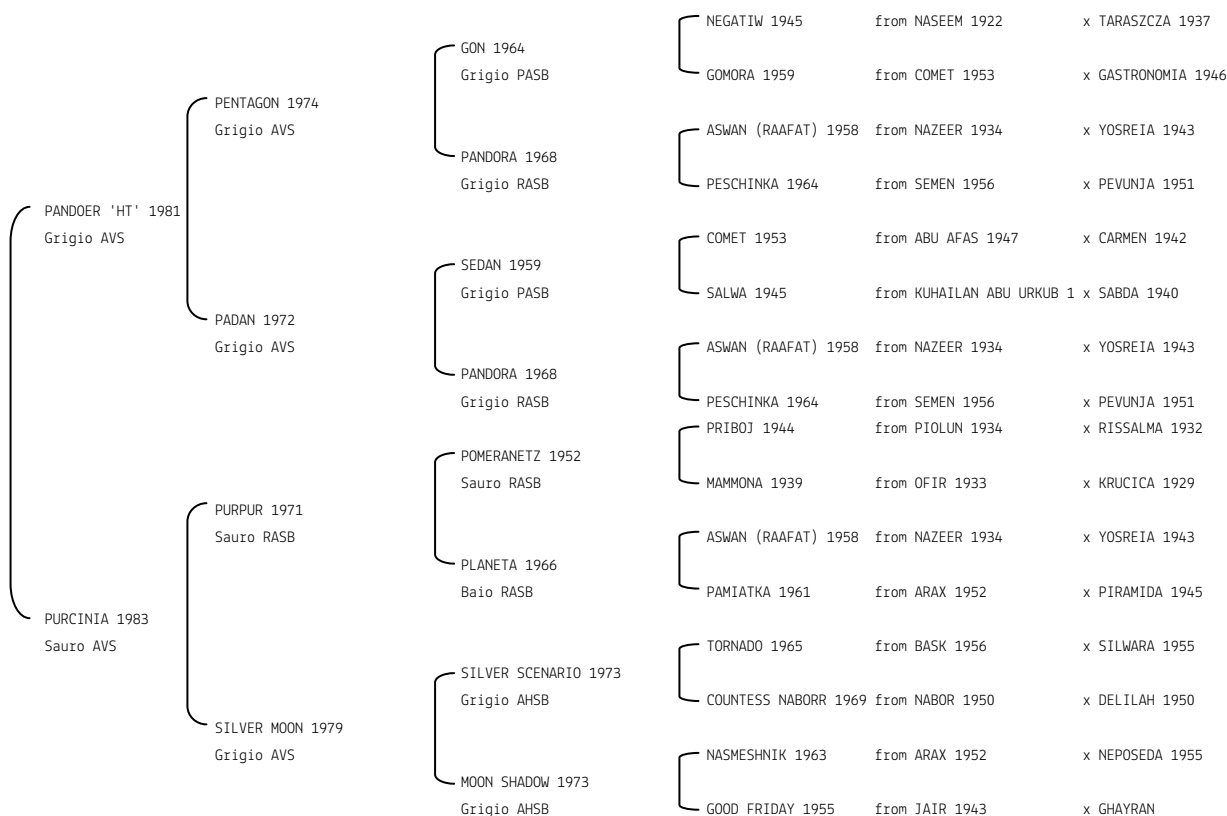 NEGATIW 1945 from NASEEM 1922 x TARASZCZA 1937
GON 1964
Grigio PASB
GOMORA 1959 from COMET 1953 x GASTRONOMIA 1946
PENTAGON 1974
Grigio AVS
ASWAN (RAAFAT) 1958 from NAZEER 1934 x YOSREIA 1943
PANDORA 1968
Grigio RASB
PESCHINKA 1964 from SEMEN 1956 x PEVUNJA 1951
PANDOER 'HT' 1981
Grigio AVS
COMET 1953 from ABU AFAS 1947 x CARMEN 1942
SEDAN 1959
Grigio PASB
SALWA 1945 from KUHAILAN ABU URKUB 1 x SABDA 1940
PADAN 1972
Grigio AVS
ASWAN (RAAFAT) 1958 from NAZEER 1934 x YOSREIA 1943
PANDORA 1968
Grigio RASB
PESCHINKA 1964 from SEMEN 1956 x PEVUNJA 1951
PRIBOJ 1944 from PIOLUN 1934 x RISSALMA 1932
POMERANETZ 1952
Sauro RASB
MAMMONA 1939 from OFIR 1933 x KRUCICA 1929
PURPUR 1971
Sauro RASB
ASWAN (RAAFAT) 1958 from NAZEER 1934 x YOSREIA 1943
PLANETA 1966
Baio RASB
PAMIATKA 1961 from ARAX 1952 x PIRAMIDA 1945
PURCINIA 1983
Sauro AVS
TORNADO 1965 from BASK 1956 x SILWARA 1955
SILVER SCENARIO 1973
Grigio AHSB
COUNTESS NABORR 1969 from NABOR 1950 x DELILAH 1950
SILVER MOON 1979
Grigio AVS
NASMESHNIK 1963 from ARAX 1952 x NEPOSEDA 1955
MOON SHADOW 1973
Grigio AHSB
GOOD FRIDAY 1955 from JAIR 1943 x GHAYRAN